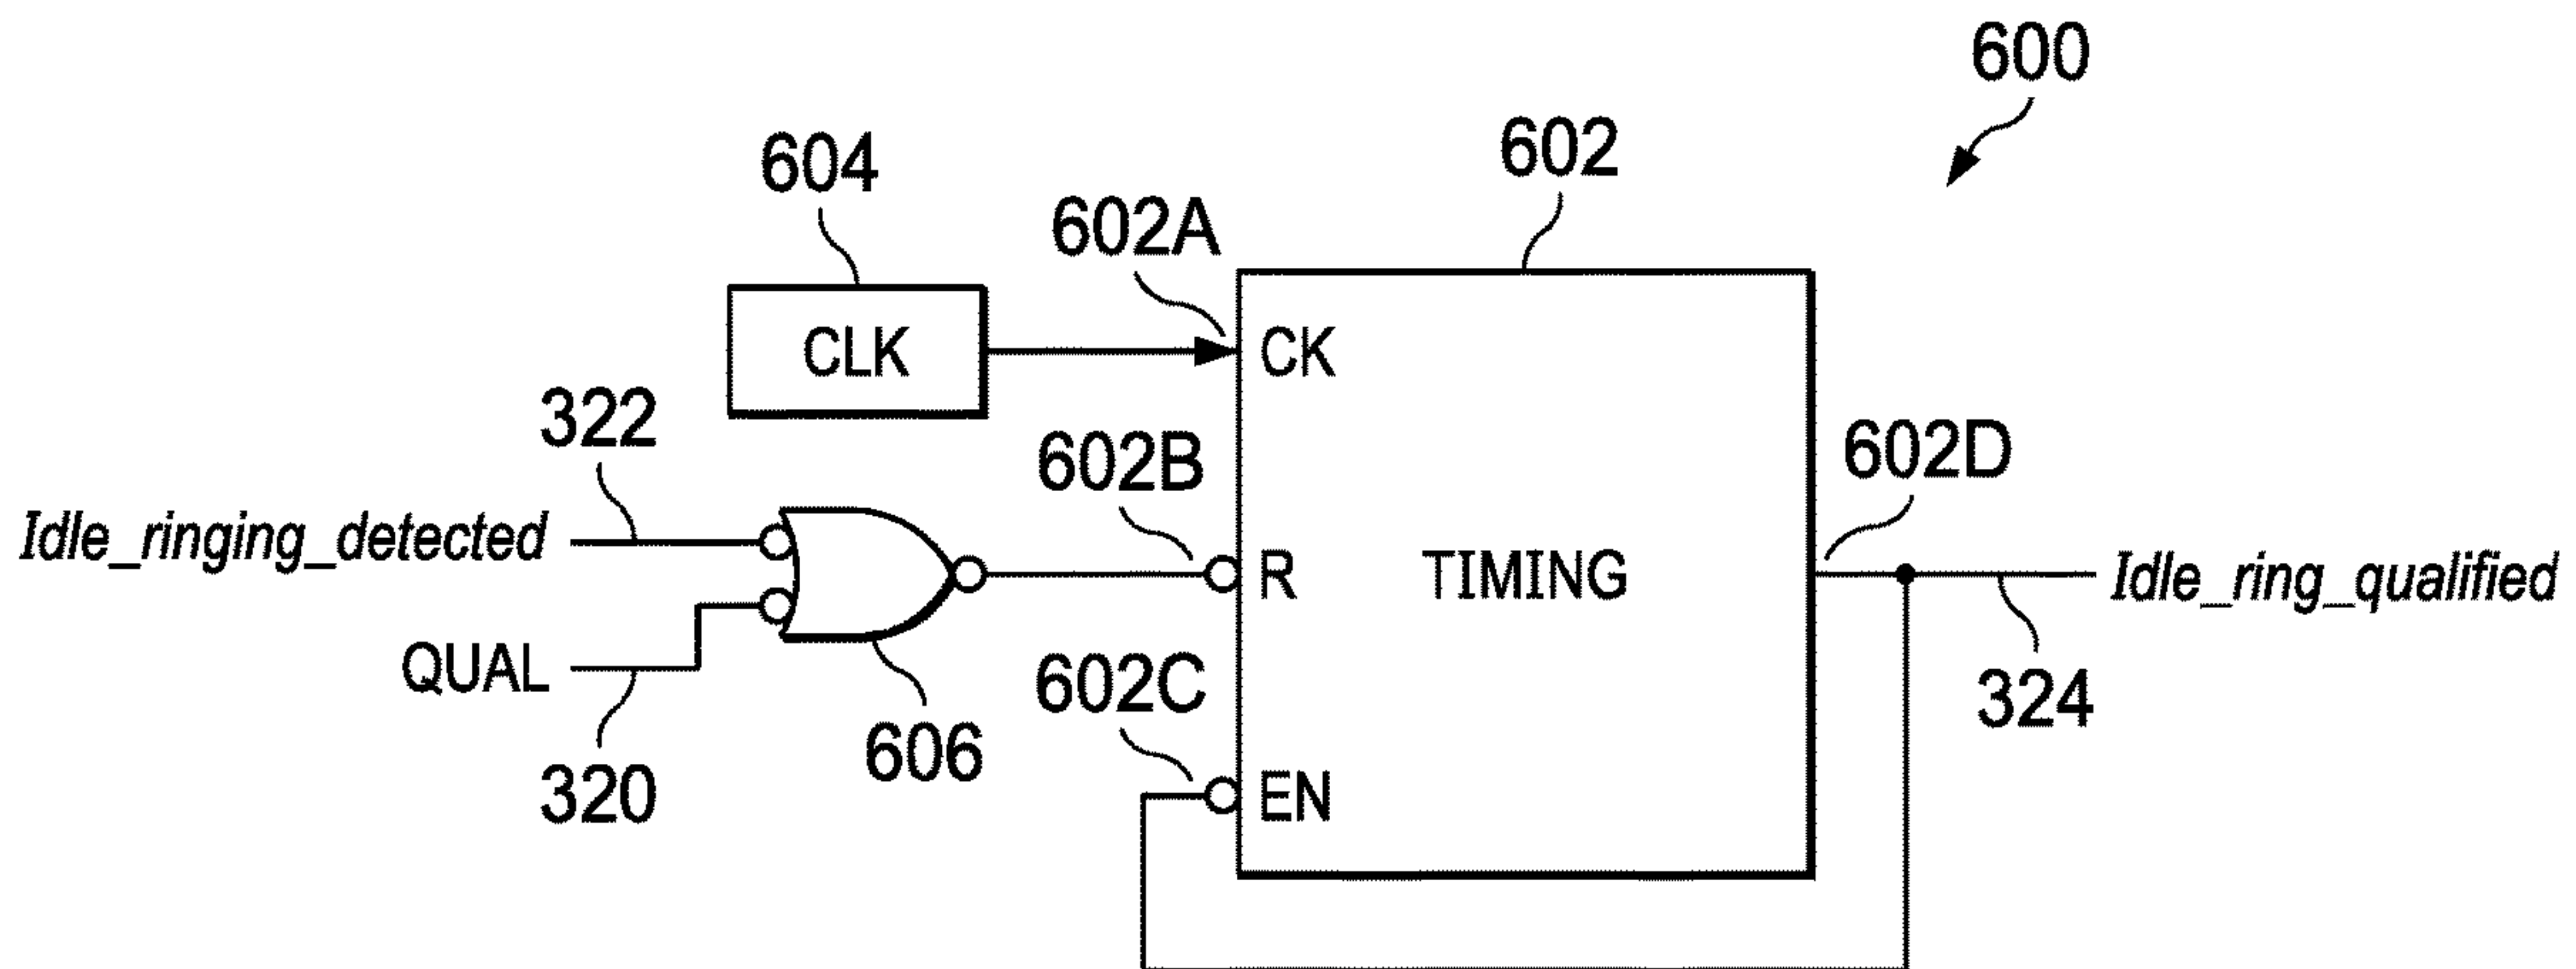 600
604
602
602A
CLK
CK
322
602B
602D
Idle_ringing_detected
R
TIMING
Idle_ring_qualified
QUAL
602C
324
320
606
EN